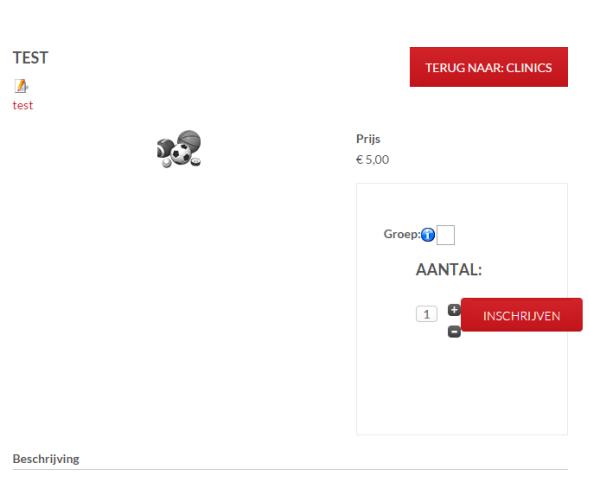 TEST
TERUG NAAR: CLINICS
test
Prijs
€ 5,00
Groep:
AANTAL:
1
INSCHRIJVEN
Beschrijving